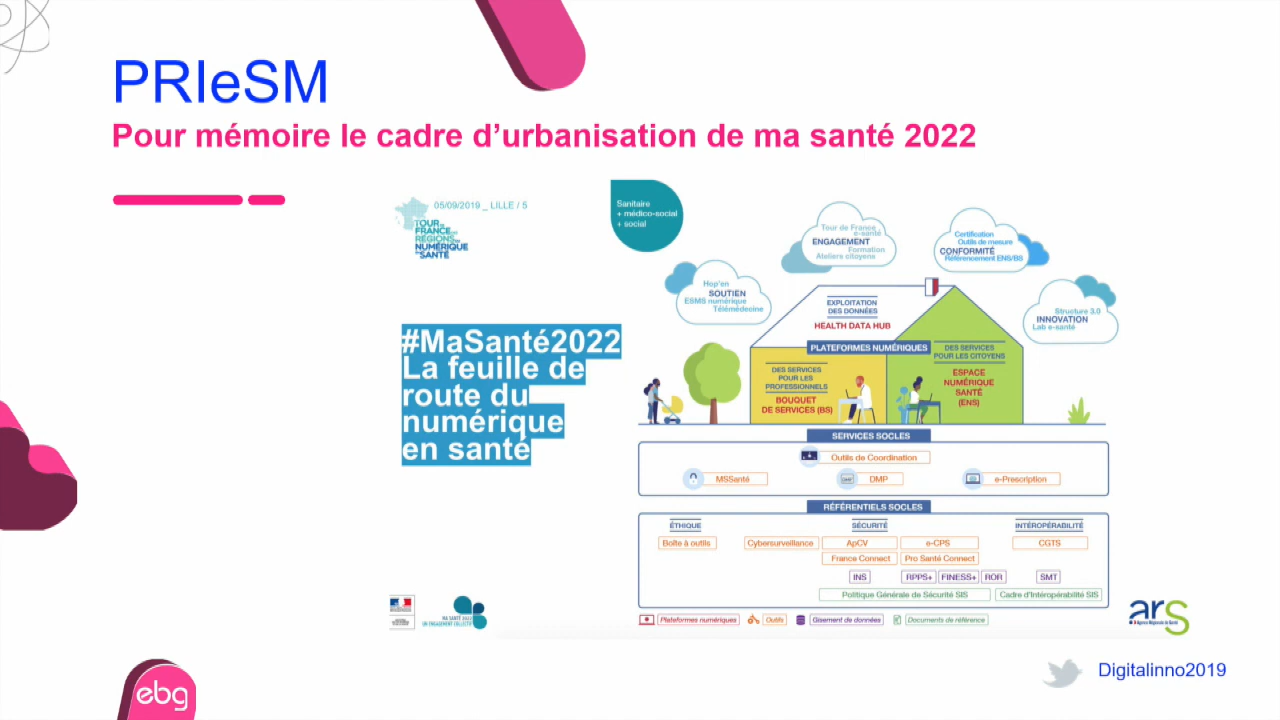 PRIeSM
Pour mémoire le cadre d’urbanisation de ma santé 2022
05/09/2019 _ LILLE / 5
TOUR DE
FRANCE DES
RÉGIONS DU
NUMÉRIQUE
EN SANTÉ
#MaSanté2022
La feuille de
route du
numérique
en santé
Sanitaire
+ médico-social
+ social
Hop'en
SOUTIEN
ESMS numérique
Télémédecine
Tour de France
e-santé
ENGAGEMENT
Formation
Ateliers citoyens
Certification
Outils de mesure
CONFORMITÉ
Référencement ENS/BS
Structure 3.0
INNOVATION
Lab e-santé
EXPLOITATION
DES DONNÉES
HEALTH DATA HUB
PLATEFORMES NUMÉRIQUES
DES SERVICES
POUR LES
PROFESSIONNELS
BOUQUET
DE SERVICES (BS)
DES SERVICES
POUR LES CITOYENS
ESPACE
NUMÉRIQUE
SANTÉ
(ENS)
SERVICES SOCLES
Outils de Coordination
MSSanté
DMP
DMP
e-Prescription
RÉFÉRENTIELS SOCLES
ÉTHIQUE
SÉCURITÉ
INTÉROPÉRABILITÉ
Boîte à outils
Cybersurveillance
ApCV
e-CPS
CGTS
France Connect
Pro Santé Connect
INS
RPPS+
FINESS+
ROR
SMT
Politique Générale de Sécurité SIS
Cadre d'Intéropérabilité SIS
Plateformes numériques
Outils
Gisement de données
Documents de référence
MA SANTÉ 2022
UN ENGAGEMENT COLLECTIF
ars
Agence Régionale de Santé
ebg
Digitalinno2019